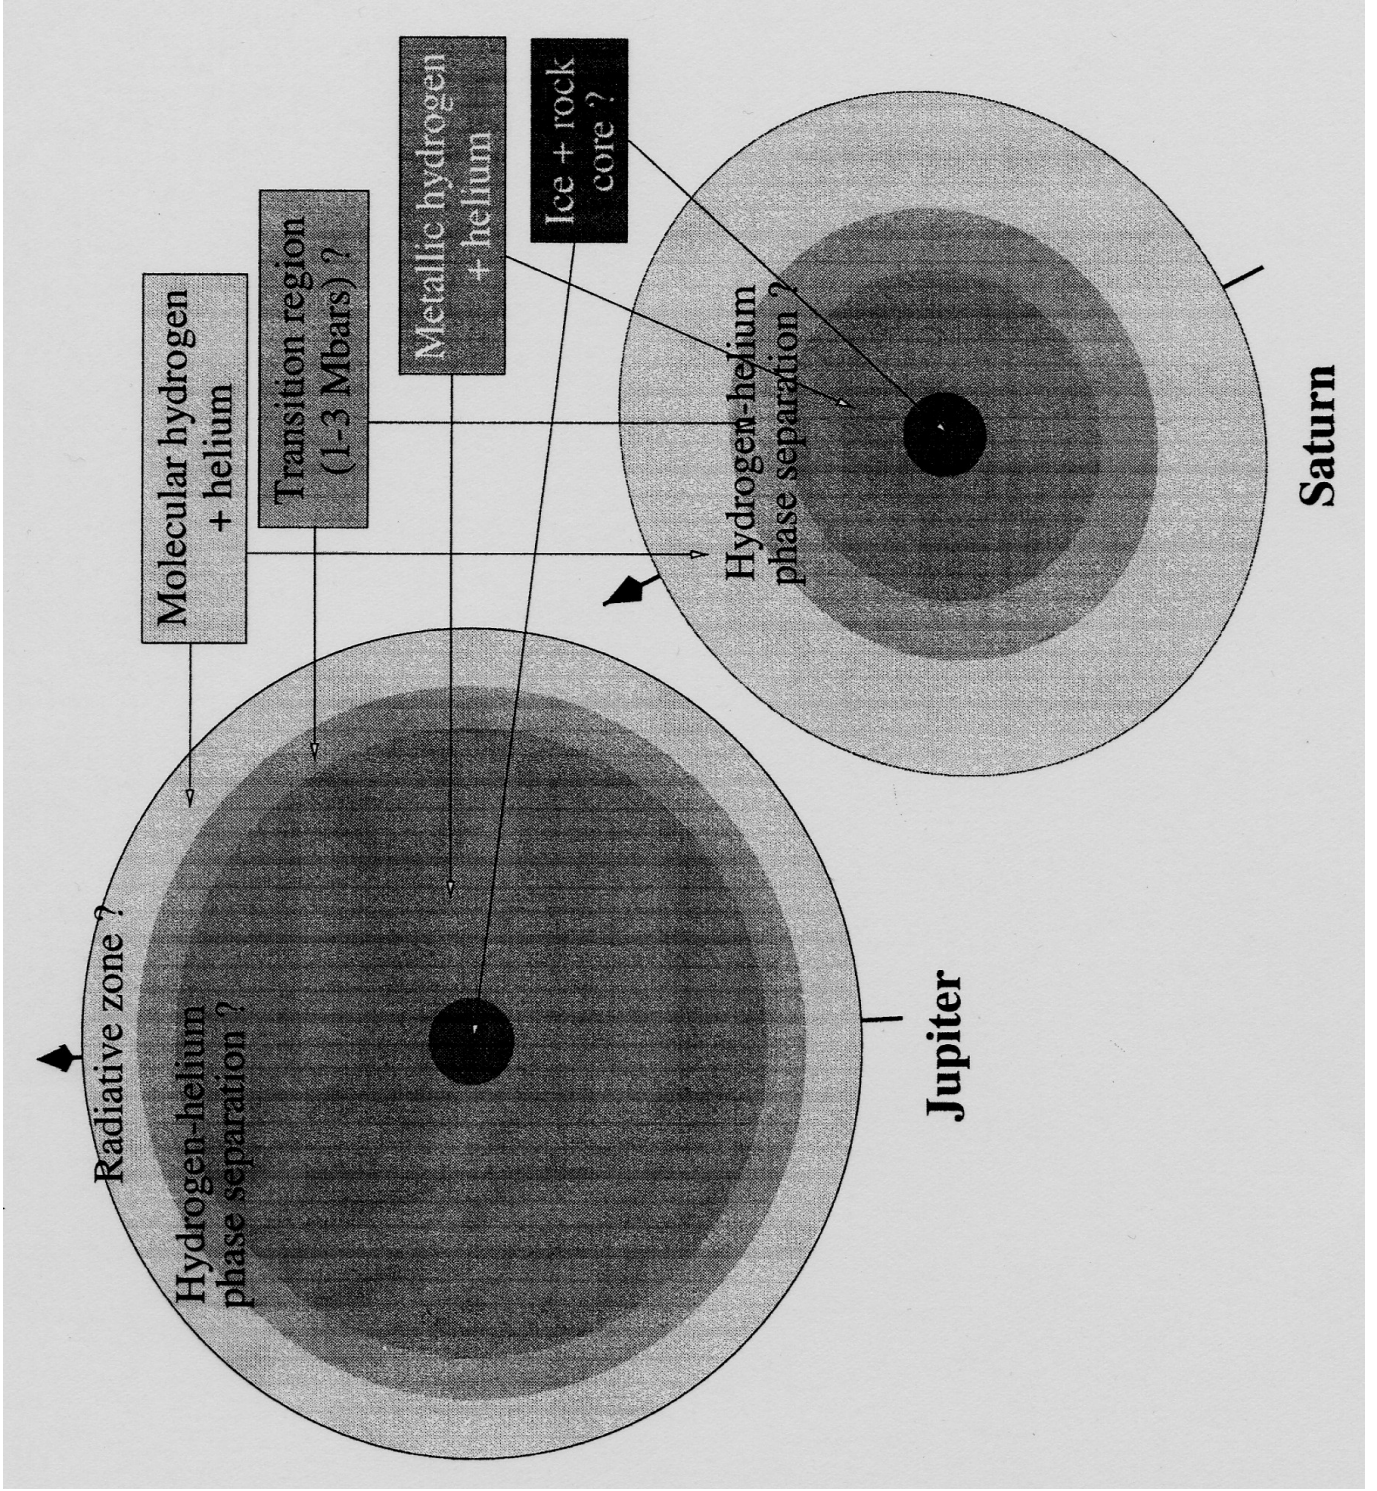 Radiative zone ?
Hydrogen-helium
phase separation ?
Molecular hydrogen
+ helium
Transition region
(1-3 Mbars) ?
Metallic hydrogen
+ helium
Ice + rock
core ?
Hydrogen-helium
phase separation ?
Jupiter
Saturn